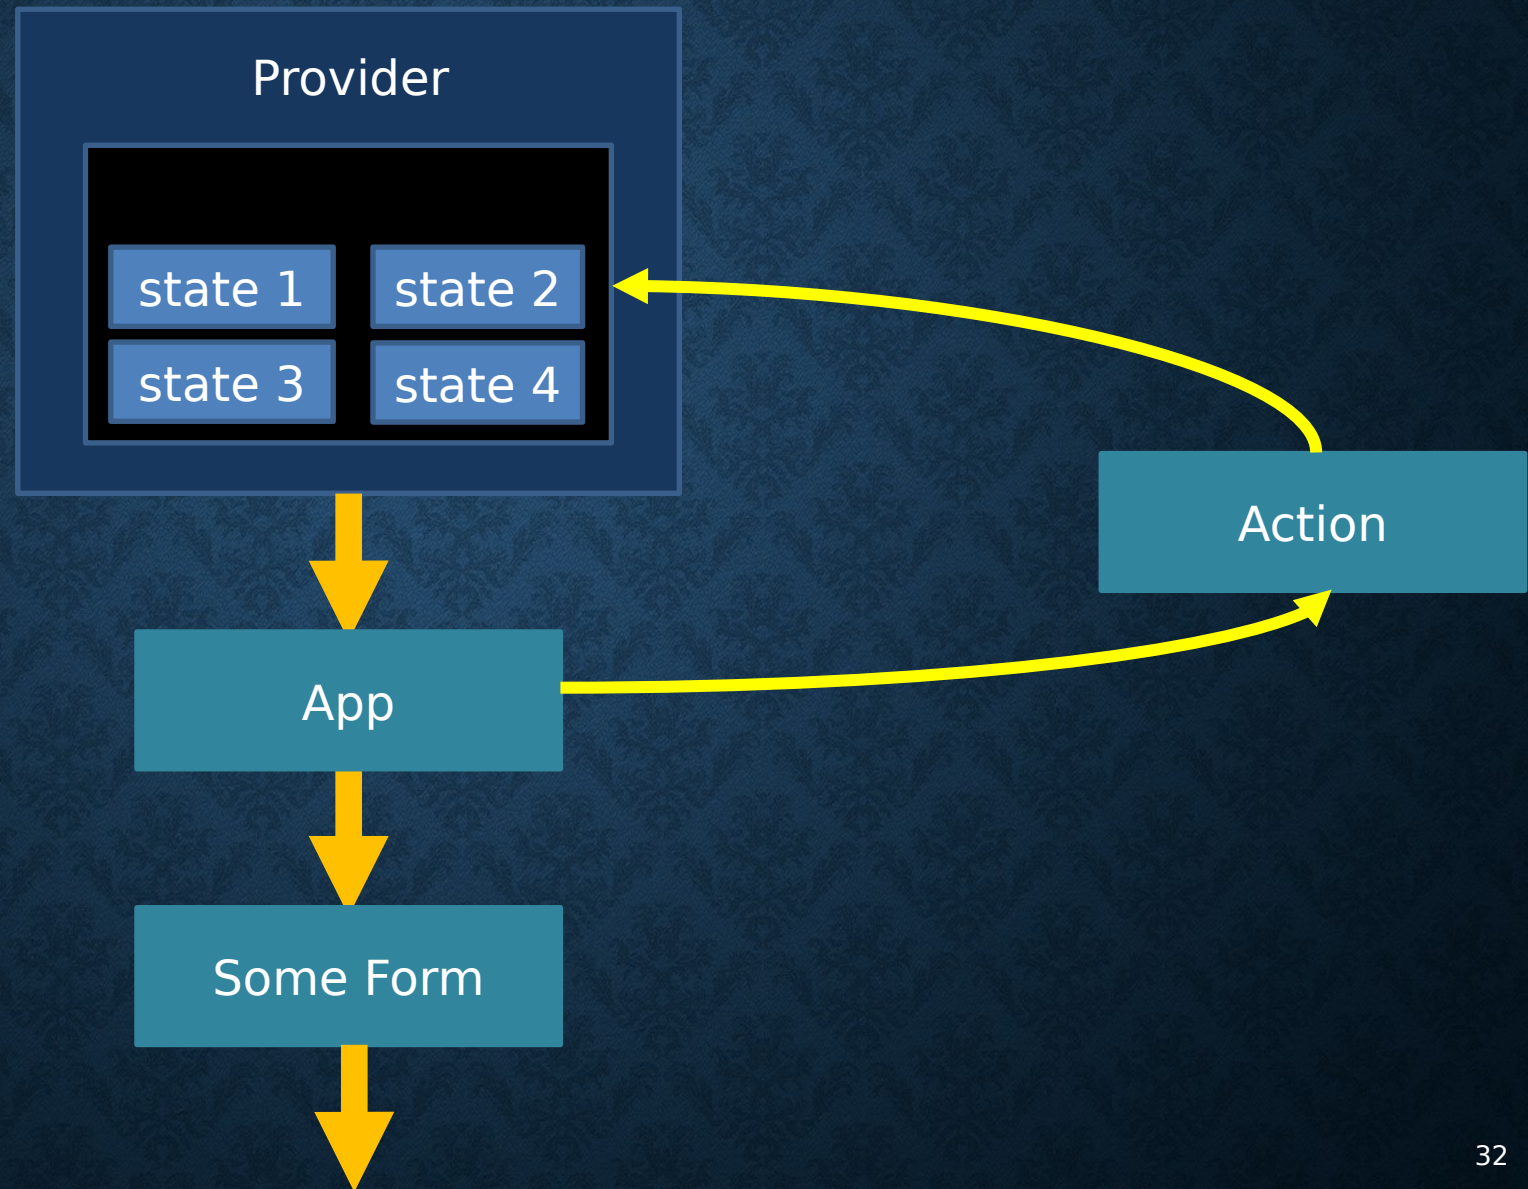 Provider
state 1
state 2
state 3
state 4
Action
App
Some Form
32